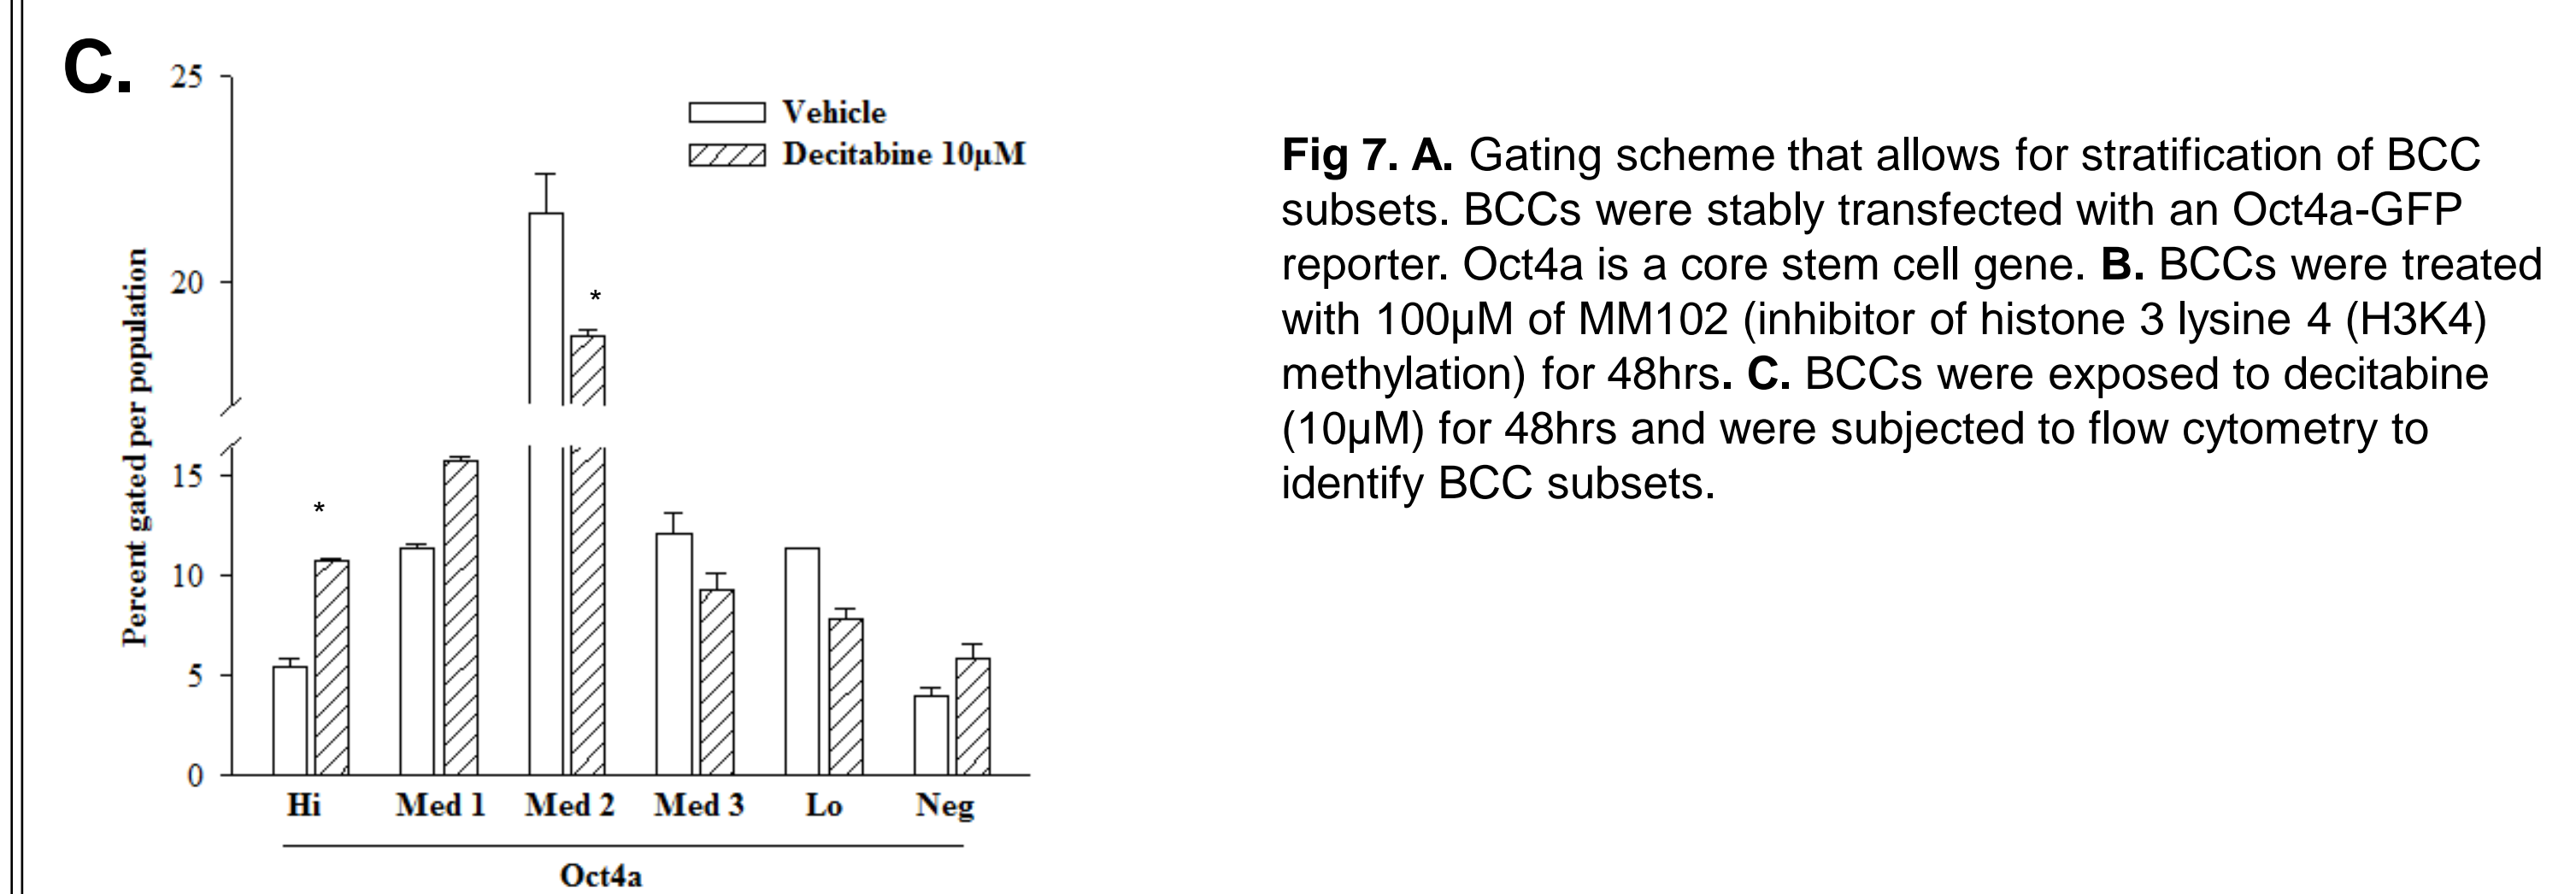 C.
25
Vehicle
Decitabine 10µM
20
*
Percent gated per population
15
*
10
5
0
Hi Med 1 Med 2 Med 3 Lo Neg
Oct4a
Fig 7. A. Gating scheme that allows for stratification of BCC
subsets. BCCs were stably transfected with an Oct4a-GFP
reporter. Oct4a is a core stem cell gene. B. BCCs were treated
with 100µM of MM102 (inhibitor of histone 3 lysine 4 (H3K4)
methylation) for 48hrs. C. BCCs were exposed to decitabine
(10µM) for 48hrs and were subjected to flow cytometry to
identify BCC subsets.